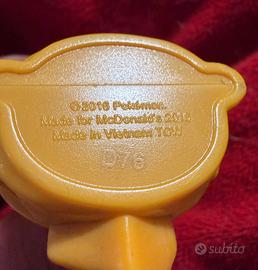 ©2016 Pokémon.
Made for McDonald's 2016
Made in Vietnam TCW
D76
subito